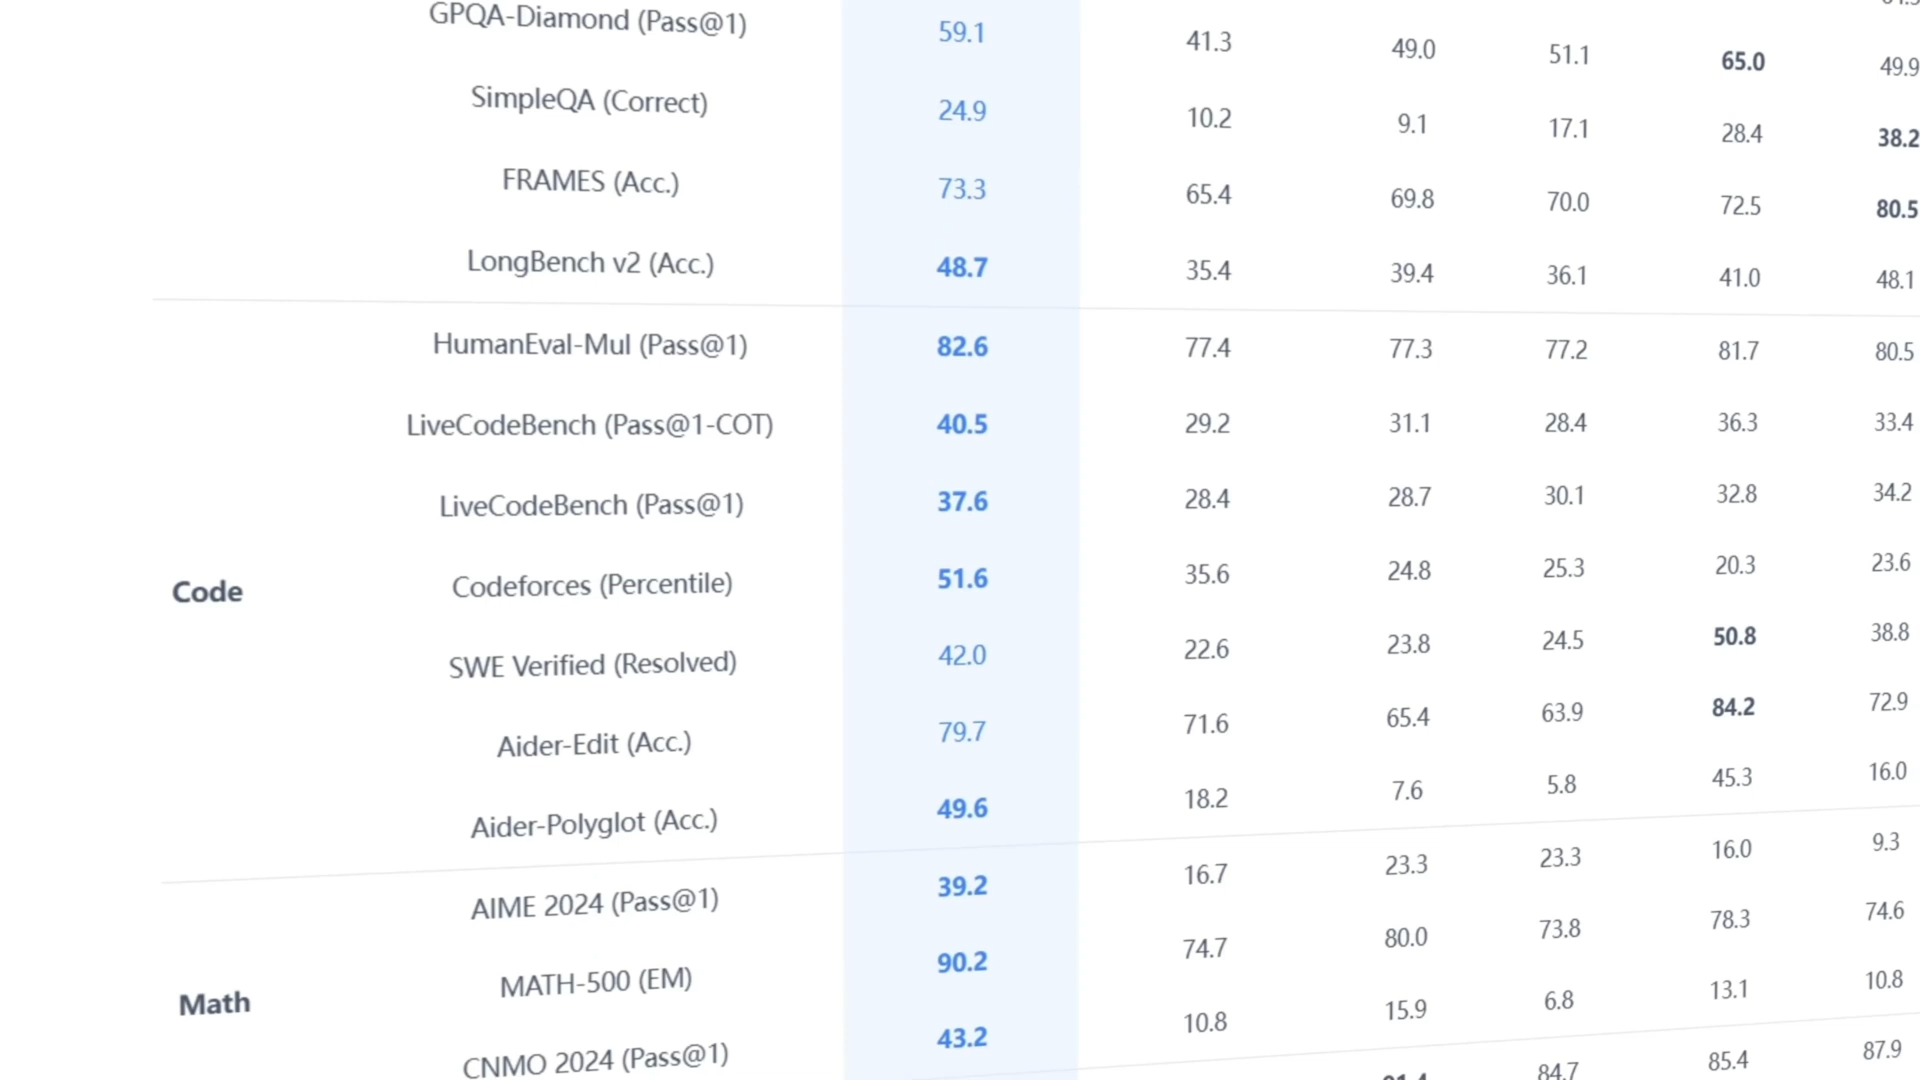 GPQA-Diamond (Pass@1) 59.1 41.3 49.0 51.1 65.0 49.9
SimpleQA (Correct) 24.9 10.2 9.1 17.1 28.4 38.2
FRAMES (Acc.) 73.3 65.4 69.8 70.0 72.5 80.5
LongBench v2 (Acc.) 48.7 35.4 39.4 36.1 41.0 48.1
HumanEval-Mul (Pass@1) 82.6 77.4 77.3 77.2 81.7 80.5
LiveCodeBench (Pass@1-COT) 40.5 29.2 31.1 28.4 36.3 33.4
LiveCodeBench (Pass@1) 37.6 28.4 28.7 30.1 32.8 34.2
Code Codeforces (Percentile) 51.6 35.6 24.8 25.3 20.3 23.6
SWE Verified (Resolved) 42.0 22.6 23.8 24.5 50.8 38.8
Aider-Edit (Acc.) 79.7 71.6 65.4 63.9 84.2 72.9
Aider-Polyglot (Acc.) 49.6 18.2 7.6 5.8 45.3 16.0
AIME 2024 (Pass@1) 39.2 16.7 23.3 23.3 16.0 9.3
Math MATH-500 (EM) 90.2 74.7 80.0 73.8 78.3 74.6
CNMO 2024 (Pass@1) 43.2 10.8 15.9 6.8 13.1 10.8
84.7 85.4 87.9